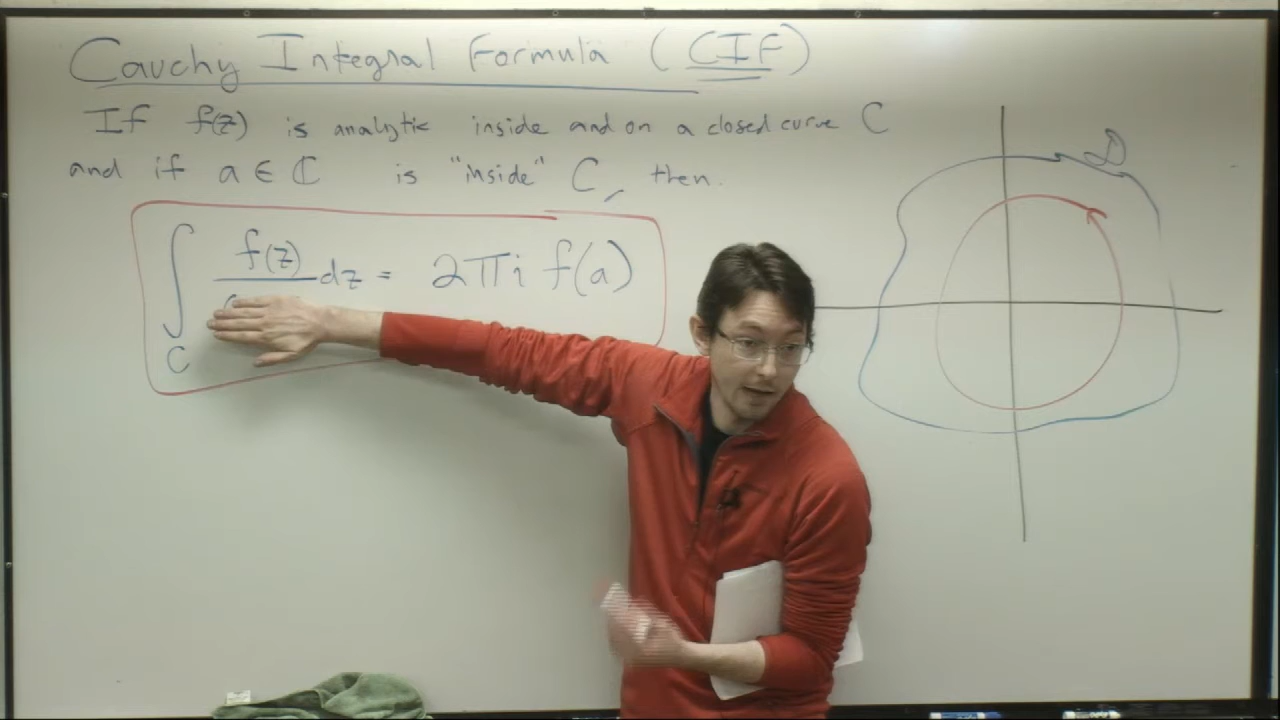 Cauchy Integral Formula (CIF)
If f(z) is analytic inside and on a closed curve C
and if a ∈ ℂ is "inside" C, then.
∫ f(z) dz = 2πi f(a)
C
D